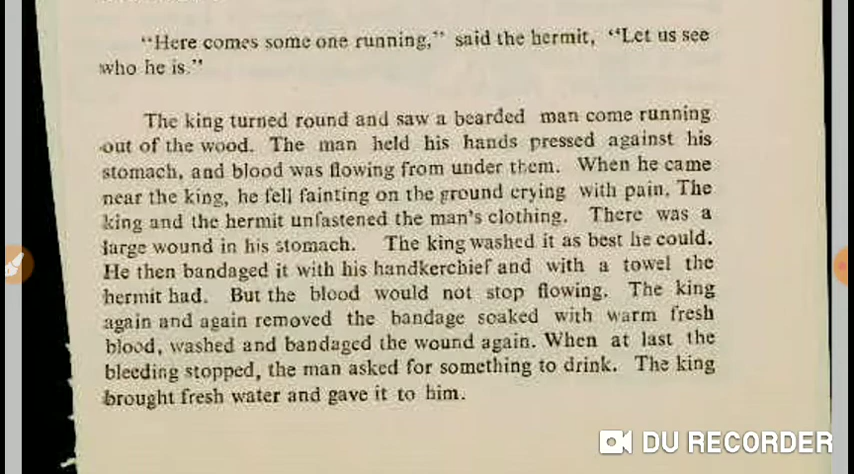 “Here comes some one running,” said the hermit, “Let us see
who he is.”
The king turned round and saw a bearded man come running
out of the wood. The man held his hands pressed against his
stomach, and blood was flowing from under them. When he came
near the king, he fell fainting on the ground crying with pain. The
king and the hermit unfastened the man's clothing. There was a
large wound in his stomach. The king washed it as best he could.
He then bandaged it with his handkerchief and with a towel the
hermit had. But the blood would not stop flowing. The king
again and again removed the bandage soaked with warm fresh
blood, washed and bandaged the wound again. When at last the
bleeding stopped, the man asked for something to drink. The king
brought fresh water and gave it to him.
DU RECORDER